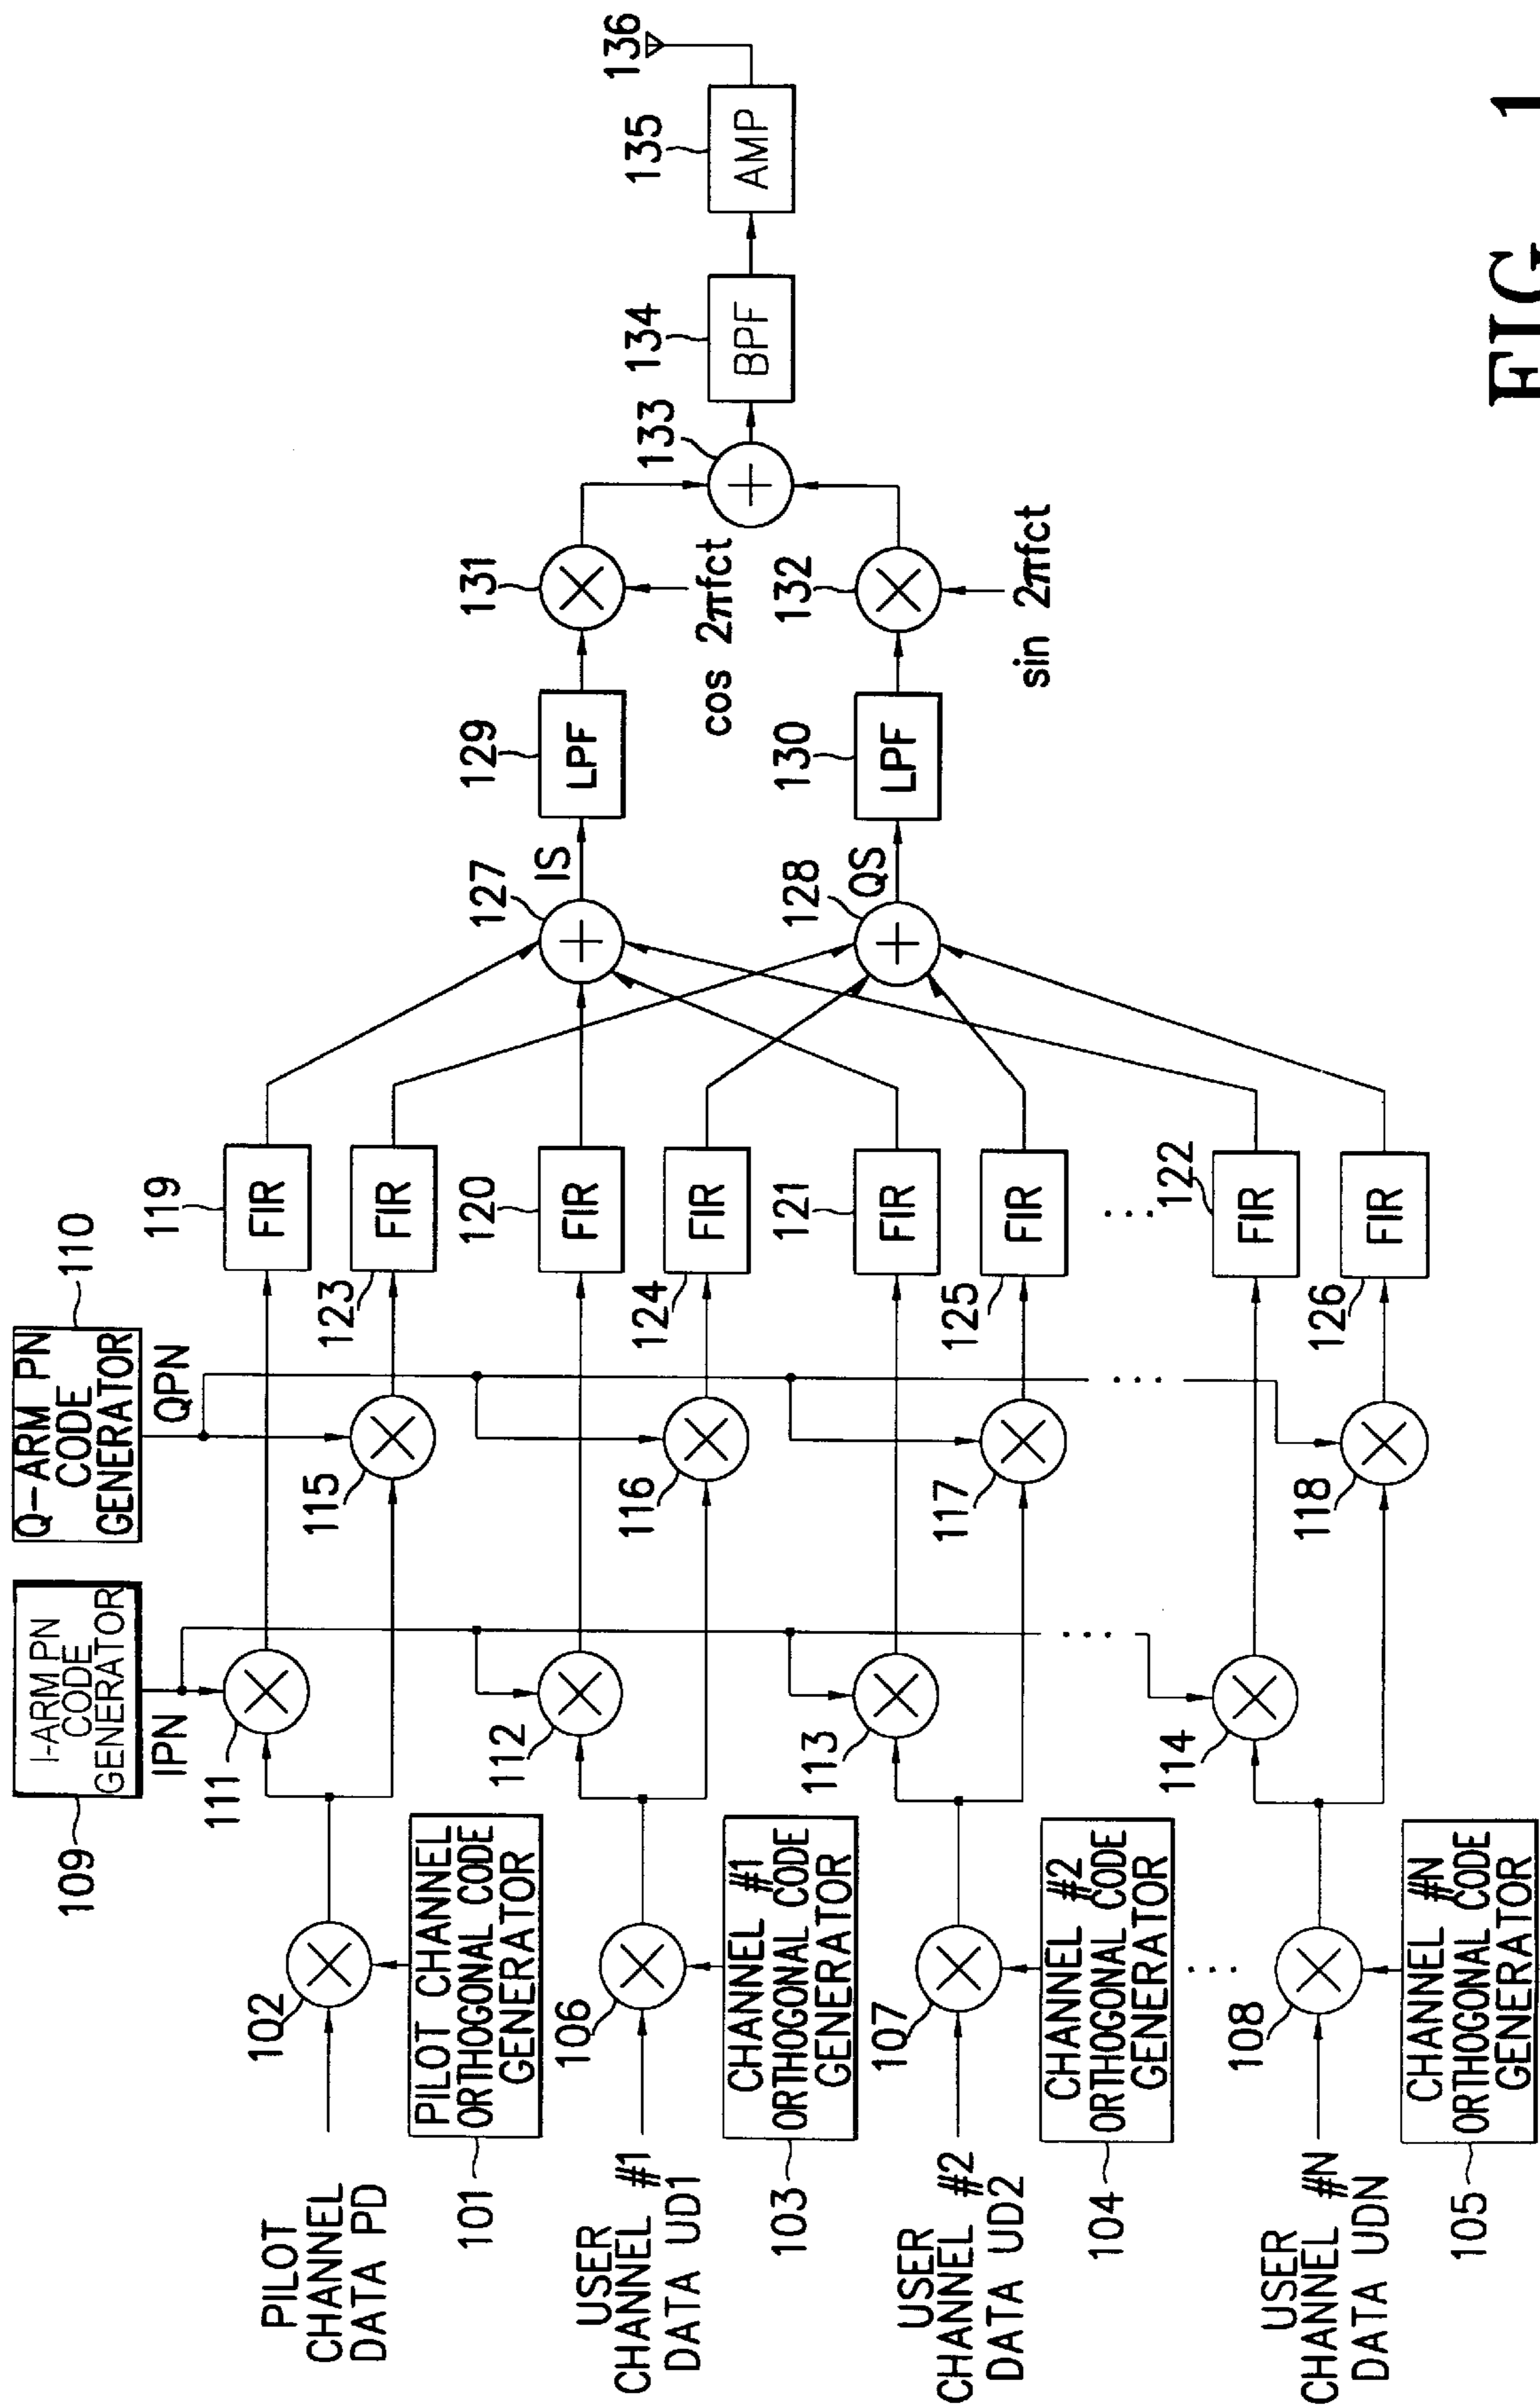 PILOT
CHANNEL
DATA PD
102
PILOT CHANNEL
ORTHOGONAL CODE
GENERATOR
101
USER
CHANNEL #1
DATA UD1
106
CHANNEL #1
ORTHOGONAL CODE
GENERATOR
103
USER
CHANNEL #2
DATA UD2
107
CHANNEL #2
ORTHOGONAL CODE
GENERATOR
104
...
USER
CHANNEL #N
DATA UDN
108
CHANNEL #N
ORTHOGONAL CODE
GENERATOR
105
109
I-ARM PN
CODE
GENERATOR
IPN
111
112
113
...
114
Q-ARM PN
CODE
GENERATOR
110
QPN
115
116
117
...
118
119
FIR
123
FIR
120
FIR
124
FIR
121
FIR
125
FIR
...
122
FIR
126
FIR
127
IS
128
QS
129
LPF
130
LPF
131
cos 2πfct
132
sin 2πfct
133
134
BPF
135
AMP
136
FIG. 1